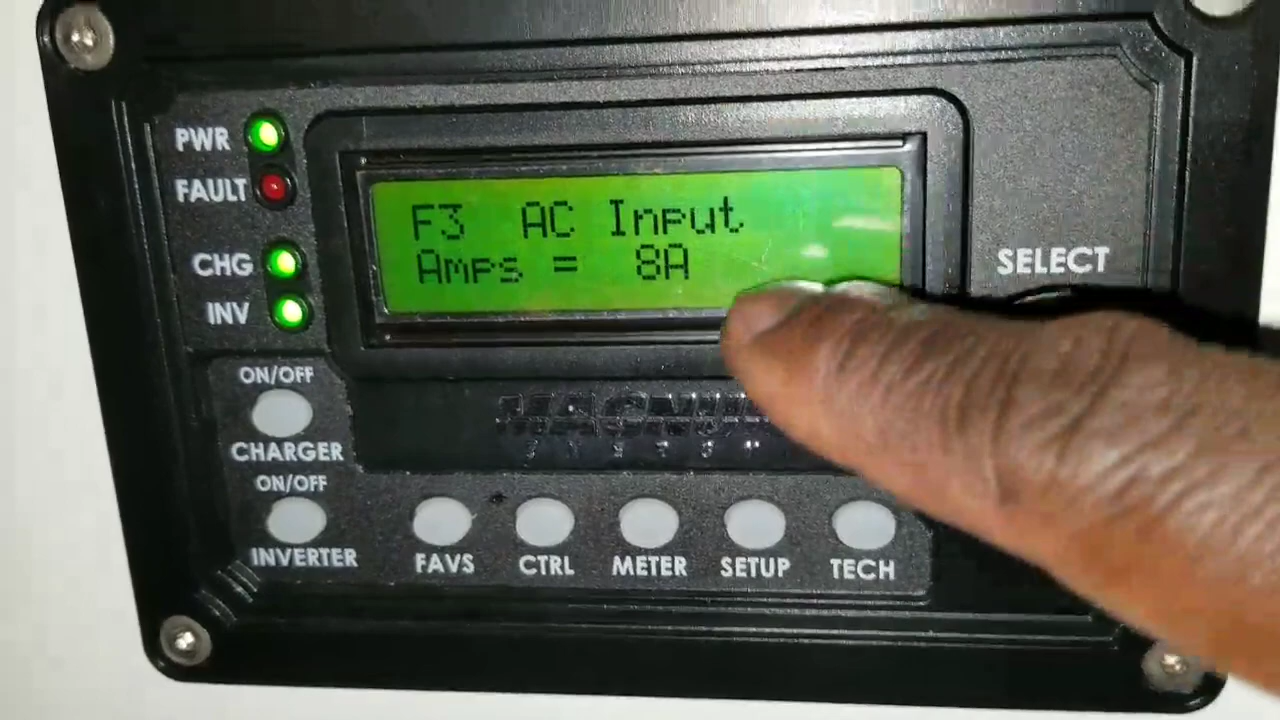 PWR
FAULT
CHG
INV
F3 AC Input
Amps = 8A
SELECT
ON/OFF
CHARGER
ON/OFF
INVERTER
FAVS
CTRL
METER
SETUP
TECH